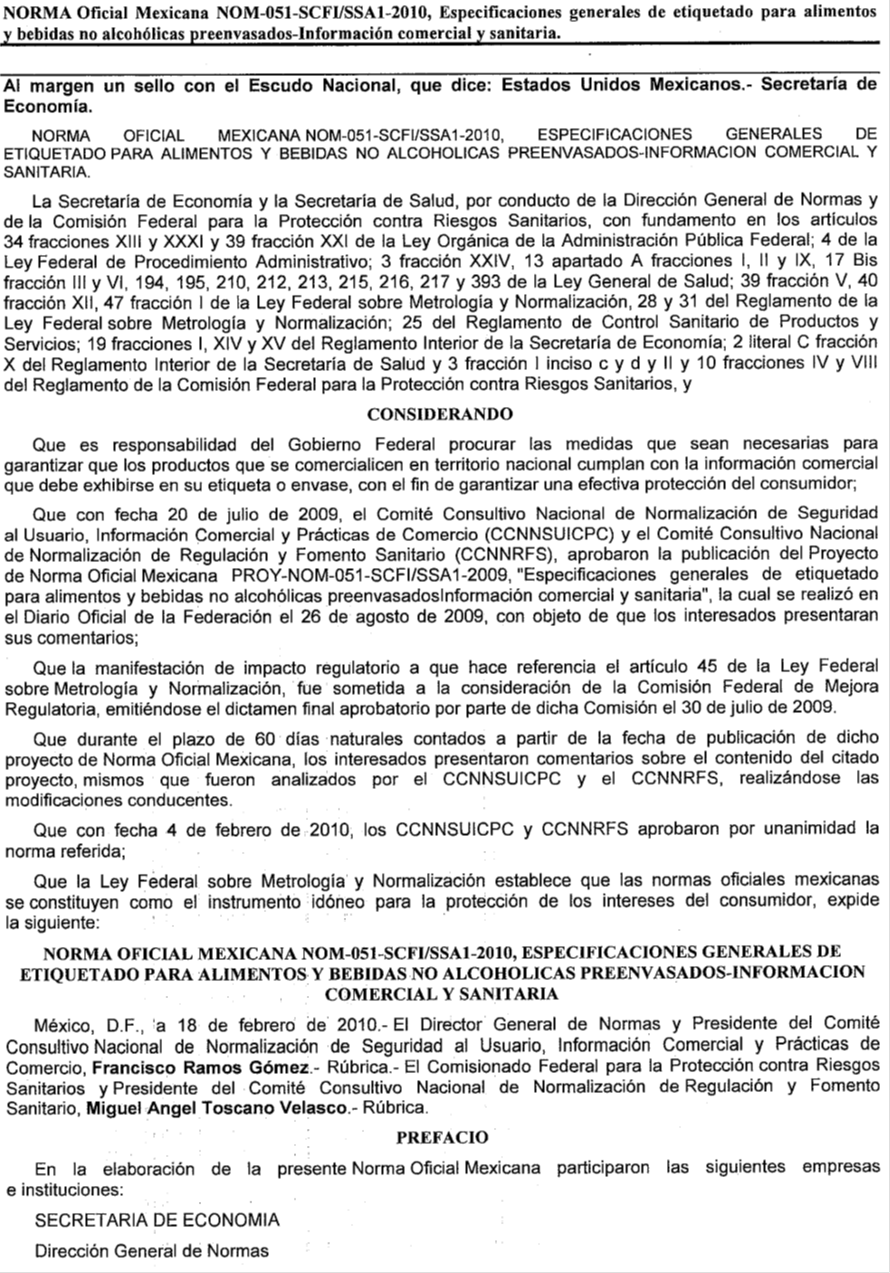 NORMA Oficial Mexicana NOM-051-SCFI/SSA1-2010, Especificaciones generales de etiquetado para alimentos
y bebidas no alcohólicas preenvasados-Información comercial y sanitaria.
Al margen un sello con el Escudo Nacional, que dice: Estados Unidos Mexicanos.- Secretaría de
Economía.
NORMA OFICIAL MEXICANA NOM-051-SCFI/SSA1-2010, ESPECIFICACIONES GENERALES DE
ETIQUETADO PARA ALIMENTOS Y BEBIDAS NO ALCOHOLICAS PREENVASADOS-INFORMACION COMERCIAL Y
SANITARIA.
La Secretaría de Economía y la Secretaría de Salud, por conducto de la Dirección General de Normas y
de la Comisión Federal para la Protección contra Riesgos Sanitarios, con fundamento en los artículos
34 fracciones XIII y XXXI y 39 fracción XXI de la Ley Orgánica de la Administración Pública Federal; 4 de la
Ley Federal de Procedimiento Administrativo; 3 fracción XXIV, 13 apartado A fracciones I, II y IX, 17 Bis
fracción III y VI, 194, 195, 210, 212, 213, 215, 216, 217 y 393 de la Ley General de Salud; 39 fracción V, 40
fracción XII, 47 fracción I de la Ley Federal sobre Metrología y Normalización, 28 y 31 del Reglamento de la
Ley Federal sobre Metrología y Normalización; 25 del Reglamento de Control Sanitario de Productos y
Servicios; 19 fracciones I, XIV y XV del Reglamento Interior de la Secretaría de Economía; 2 literal C fracción
X del Reglamento Interior de la Secretaría de Salud y 3 fracción I inciso c y d y II y 10 fracciones IV y VIII
del Reglamento de la Comisión Federal para la Protección contra Riesgos Sanitarios, y
CONSIDERANDO
Que es responsabilidad del Gobierno Federal procurar las medidas que sean necesarias para
garantizar que los productos que se comercialicen en territorio nacional cumplan con la información comercial
que debe exhibirse en su etiqueta o envase, con el fin de garantizar una efectiva protección del consumidor;
Que con fecha 20 de julio de 2009, el Comité Consultivo Nacional de Normalización de Seguridad
al Usuario, Información Comercial y Prácticas de Comercio (CCNNSUICPC) y el Comité Consultivo Nacional
de Normalización de Regulación y Fomento Sanitario (CCNNRFS), aprobaron la publicación del Proyecto
de Norma Oficial Mexicana PROY-NOM-051-SCFI/SSA1-2009, "Especificaciones generales de etiquetado
para alimentos y bebidas no alcohólicas preenvasadosInformación comercial y sanitaria", la cual se realizó en
el Diario Oficial de la Federación el 26 de agosto de 2009, con objeto de que los interesados presentaran
sus comentarios;
Que la manifestación de impacto regulatorio a que hace referencia el artículo 45 de la Ley Federal
sobre Metrología y Normalización, fue sometida a la consideración de la Comisión Federal de Mejora
Regulatoria, emitiéndose el dictamen final aprobatorio por parte de dicha Comisión el 30 de julio de 2009.
Que durante el plazo de 60 días naturales contados a partir de la fecha de publicación de dicho
proyecto de Norma Oficial Mexicana, los interesados presentaron comentarios sobre el contenido del citado
proyecto, mismos que fueron analizados por el CCNNSUICPC y el CCNNRFS, realizándose las
modificaciones conducentes.
Que con fecha 4 de febrero de 2010, los CCNNSUICPC y CCNNRFS aprobaron por unanimidad la
norma referida;
Que la Ley Federal sobre Metrología y Normalización establece que las normas oficiales mexicanas
se constituyen como el instrumento idóneo para la protección de los intereses del consumidor, expide
la siguiente:
NORMA OFICIAL MEXICANA NOM-051-SCFI/SSA1-2010, ESPECIFICACIONES GENERALES DE
ETIQUETADO PARA ALIMENTOS Y BEBIDAS NO ALCOHOLICAS PREENVASADOS-INFORMACION
COMERCIAL Y SANITARIA
México, D.F., a 18 de febrero de 2010.- El Director General de Normas y Presidente del Comité
Consultivo Nacional de Normalización de Seguridad al Usuario, Información Comercial y Prácticas de
Comercio, Francisco Ramos Gómez.- Rúbrica.- El Comisionado Federal para la Protección contra Riesgos
Sanitarios y Presidente del Comité Consultivo Nacional de Normalización de Regulación y Fomento
Sanitario, Miguel Angel Toscano Velasco.- Rúbrica.
PREFACIO
En la elaboración de la presente Norma Oficial Mexicana participaron las siguientes empresas
e instituciones:
SECRETARIA DE ECONOMIA
Dirección General de Normas